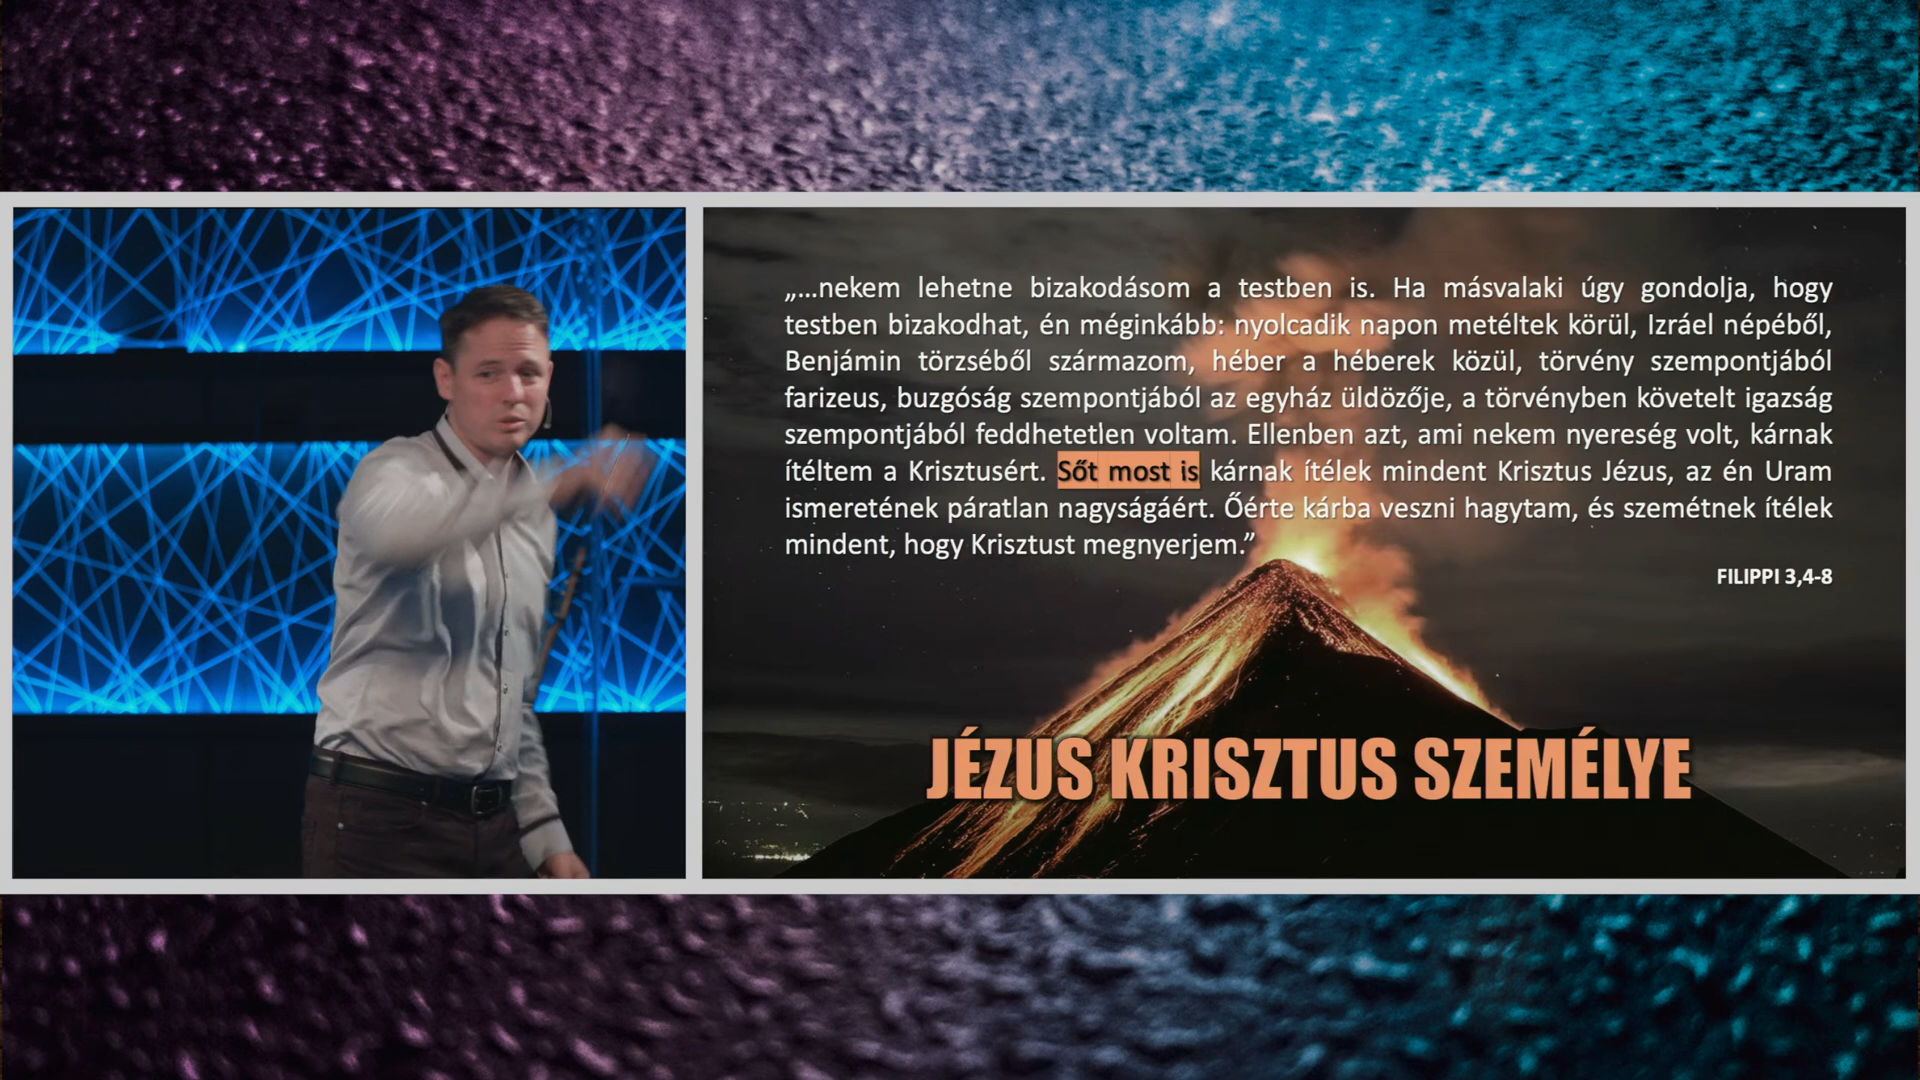 „...nekem lehetne bizakodásom a testben is. Ha másvalaki úgy gondolja, hogy
testben bizakodhat, én méginkább: nyolcadik napon metéltek körül, Izráel népéből,
Benjámin törzséből származom, héber a héberek közül, törvény szempontjából
farizeus, buzgóság szempontjából az egyház üldözője, a törvényben követelt igazság
szempontjából feddhetetlen voltam. Ellenben azt, ami nekem nyereség volt, kárnak
ítéltem a Krisztusért. Sőt most is kárnak ítélek mindent Krisztus Jézus, az én Uram
ismeretének páratlan nagyságáért. Őérte kárba veszni hagytam, és szemétnek ítélek
mindent, hogy Krisztust megnyerjem.”
FILIPPI 3,4-8
JÉZUS KRISZTUS SZEMÉLYE